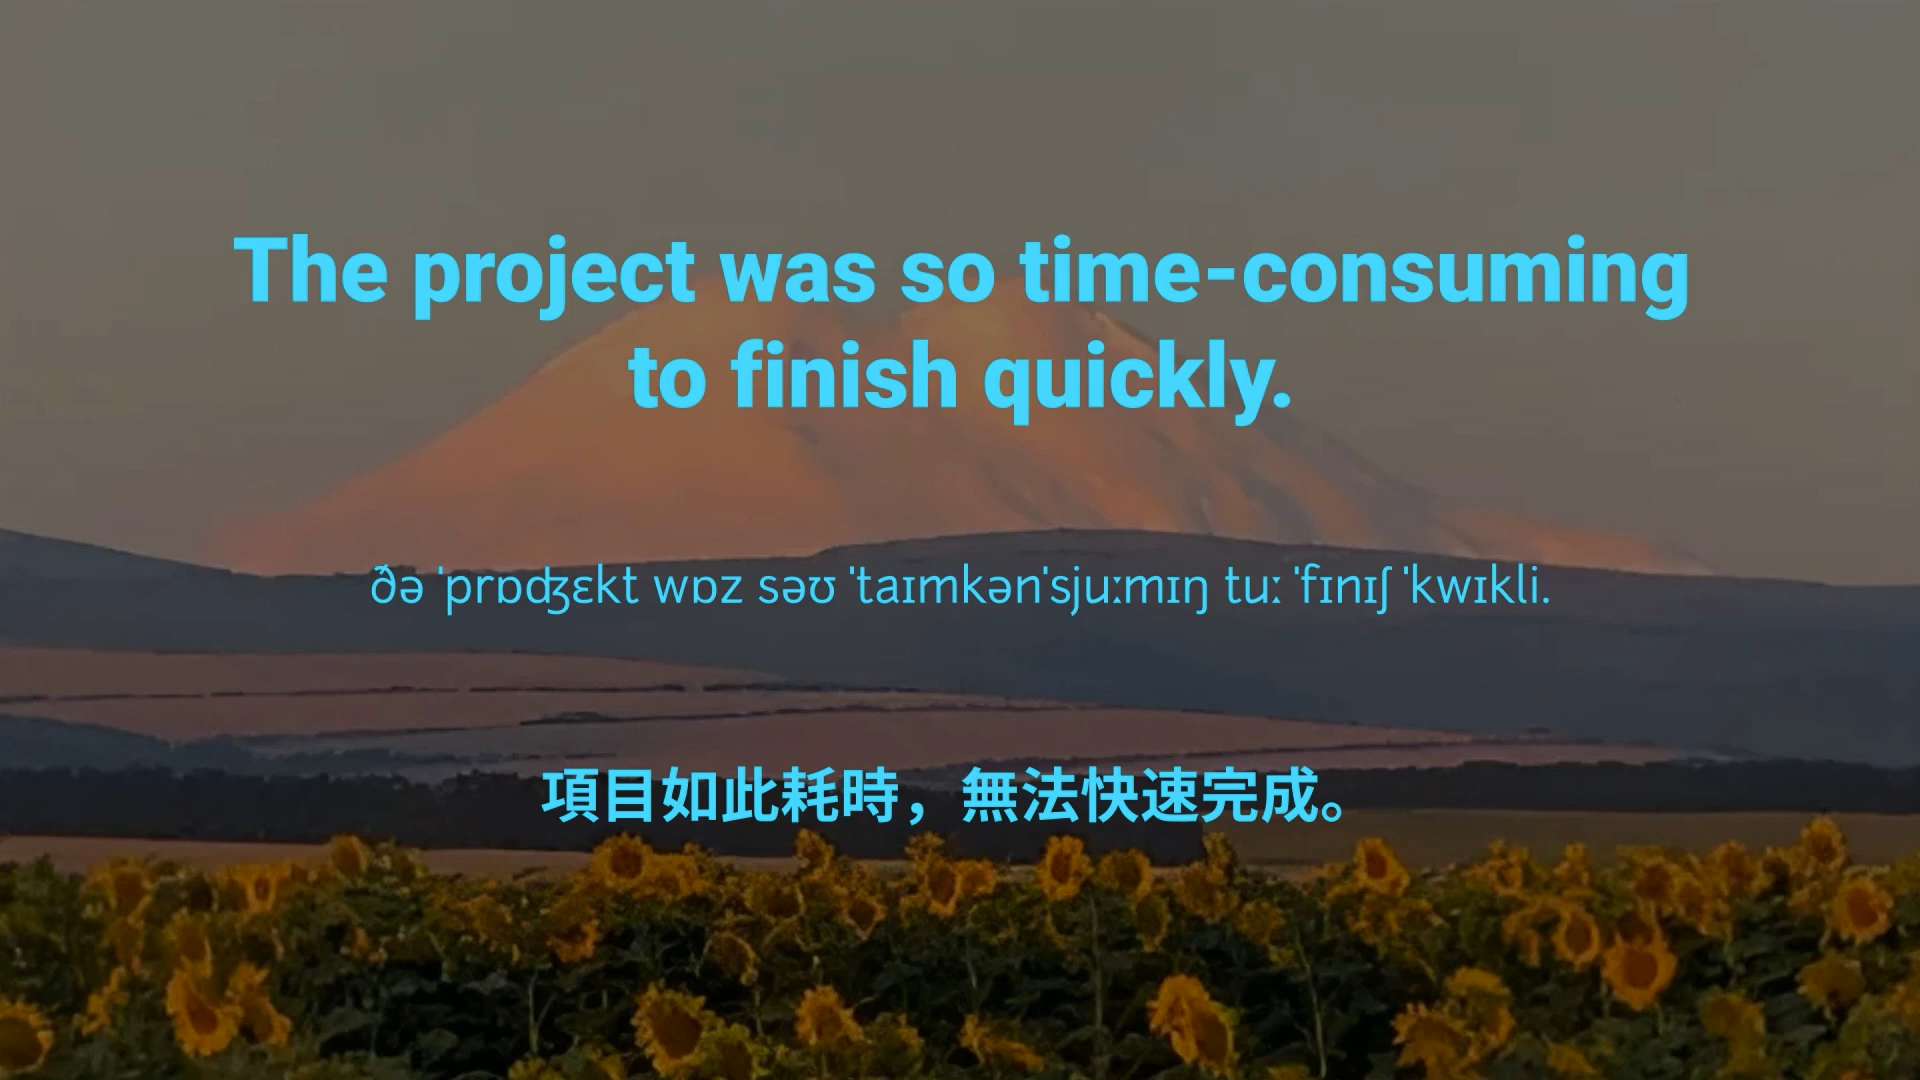 The project was so time-consuming
to finish quickly.
ðə ˈprɒʤɛkt wɒz səʊ ˈtaɪmkənˈsjuːmɪŋ tuː ˈfɪnɪʃ ˈkwɪkli.
項目如此耗時，無法快速完成。